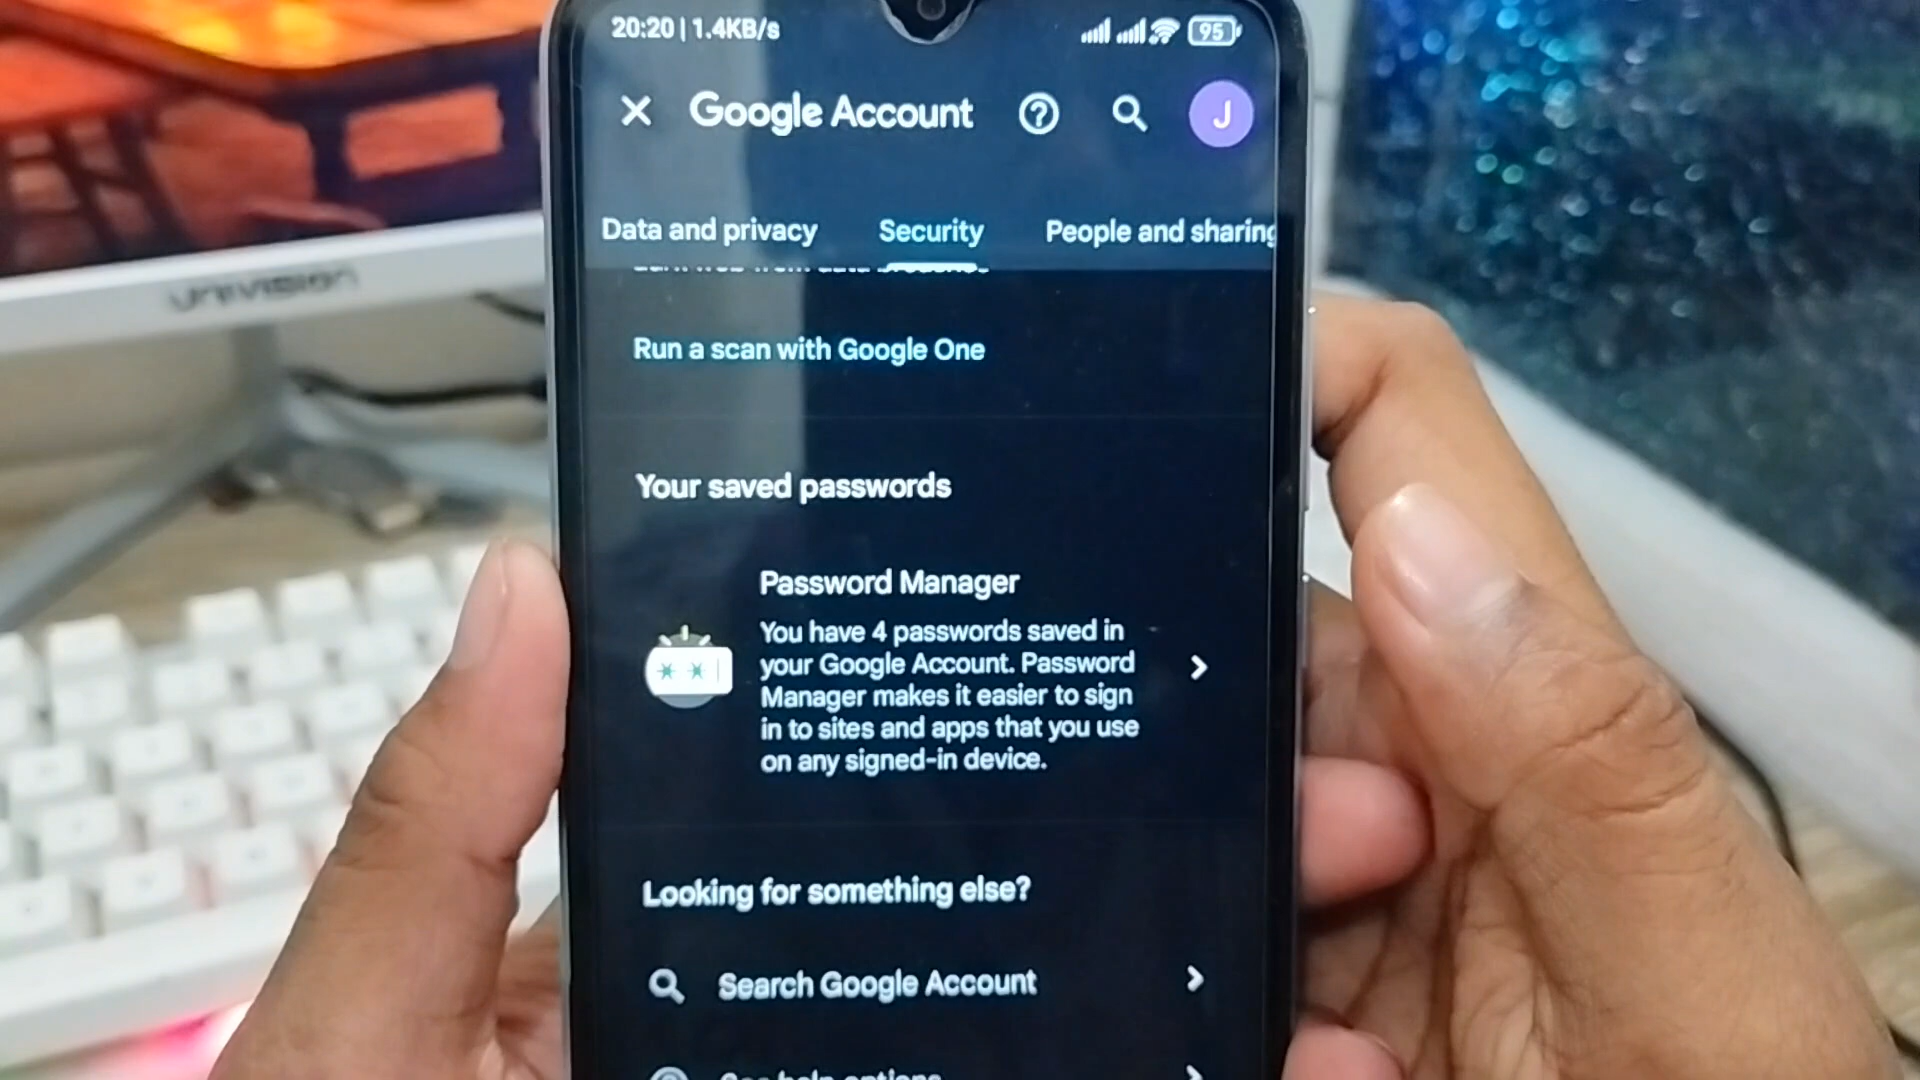 20:20 | 1.4KB/s
95
Google Account
J
Data and privacy
Security
People and sharing
Run a scan with Google One
Your saved passwords
Password Manager
You have 4 passwords saved in
your Google Account. Password
Manager makes it easier to sign
in to sites and apps that you use
on any signed-in device.
Looking for something else?
Search Google Account
UNIVISION